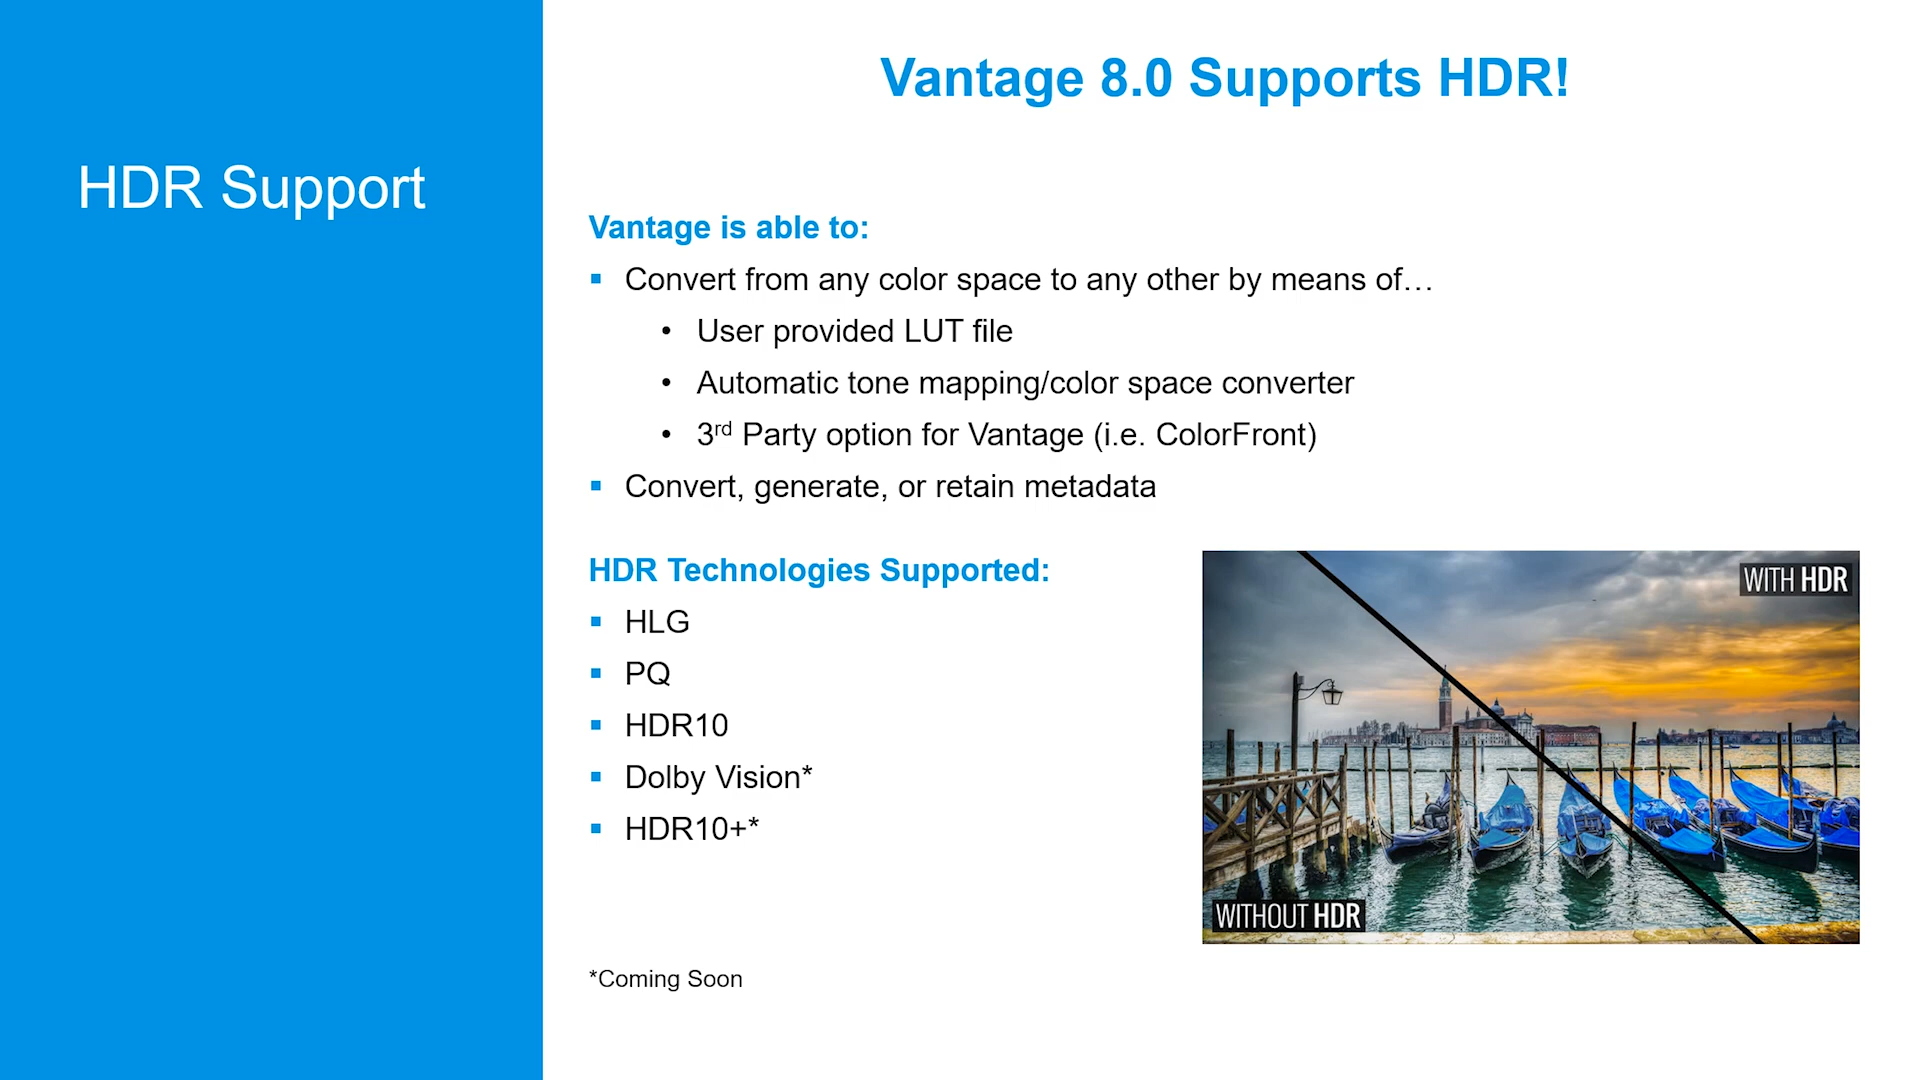 HDR Support
Vantage 8.0 Supports HDR!
Vantage is able to:
▪ Convert from any color space to any other by means of…
• User provided LUT file
• Automatic tone mapping/color space converter
• 3rd Party option for Vantage (i.e. ColorFront)
▪ Convert, generate, or retain metadata
HDR Technologies Supported:
▪ HLG
▪ PQ
▪ HDR10
▪ Dolby Vision*
▪ HDR10+*
WITH HDR
WITHOUT HDR
*Coming Soon